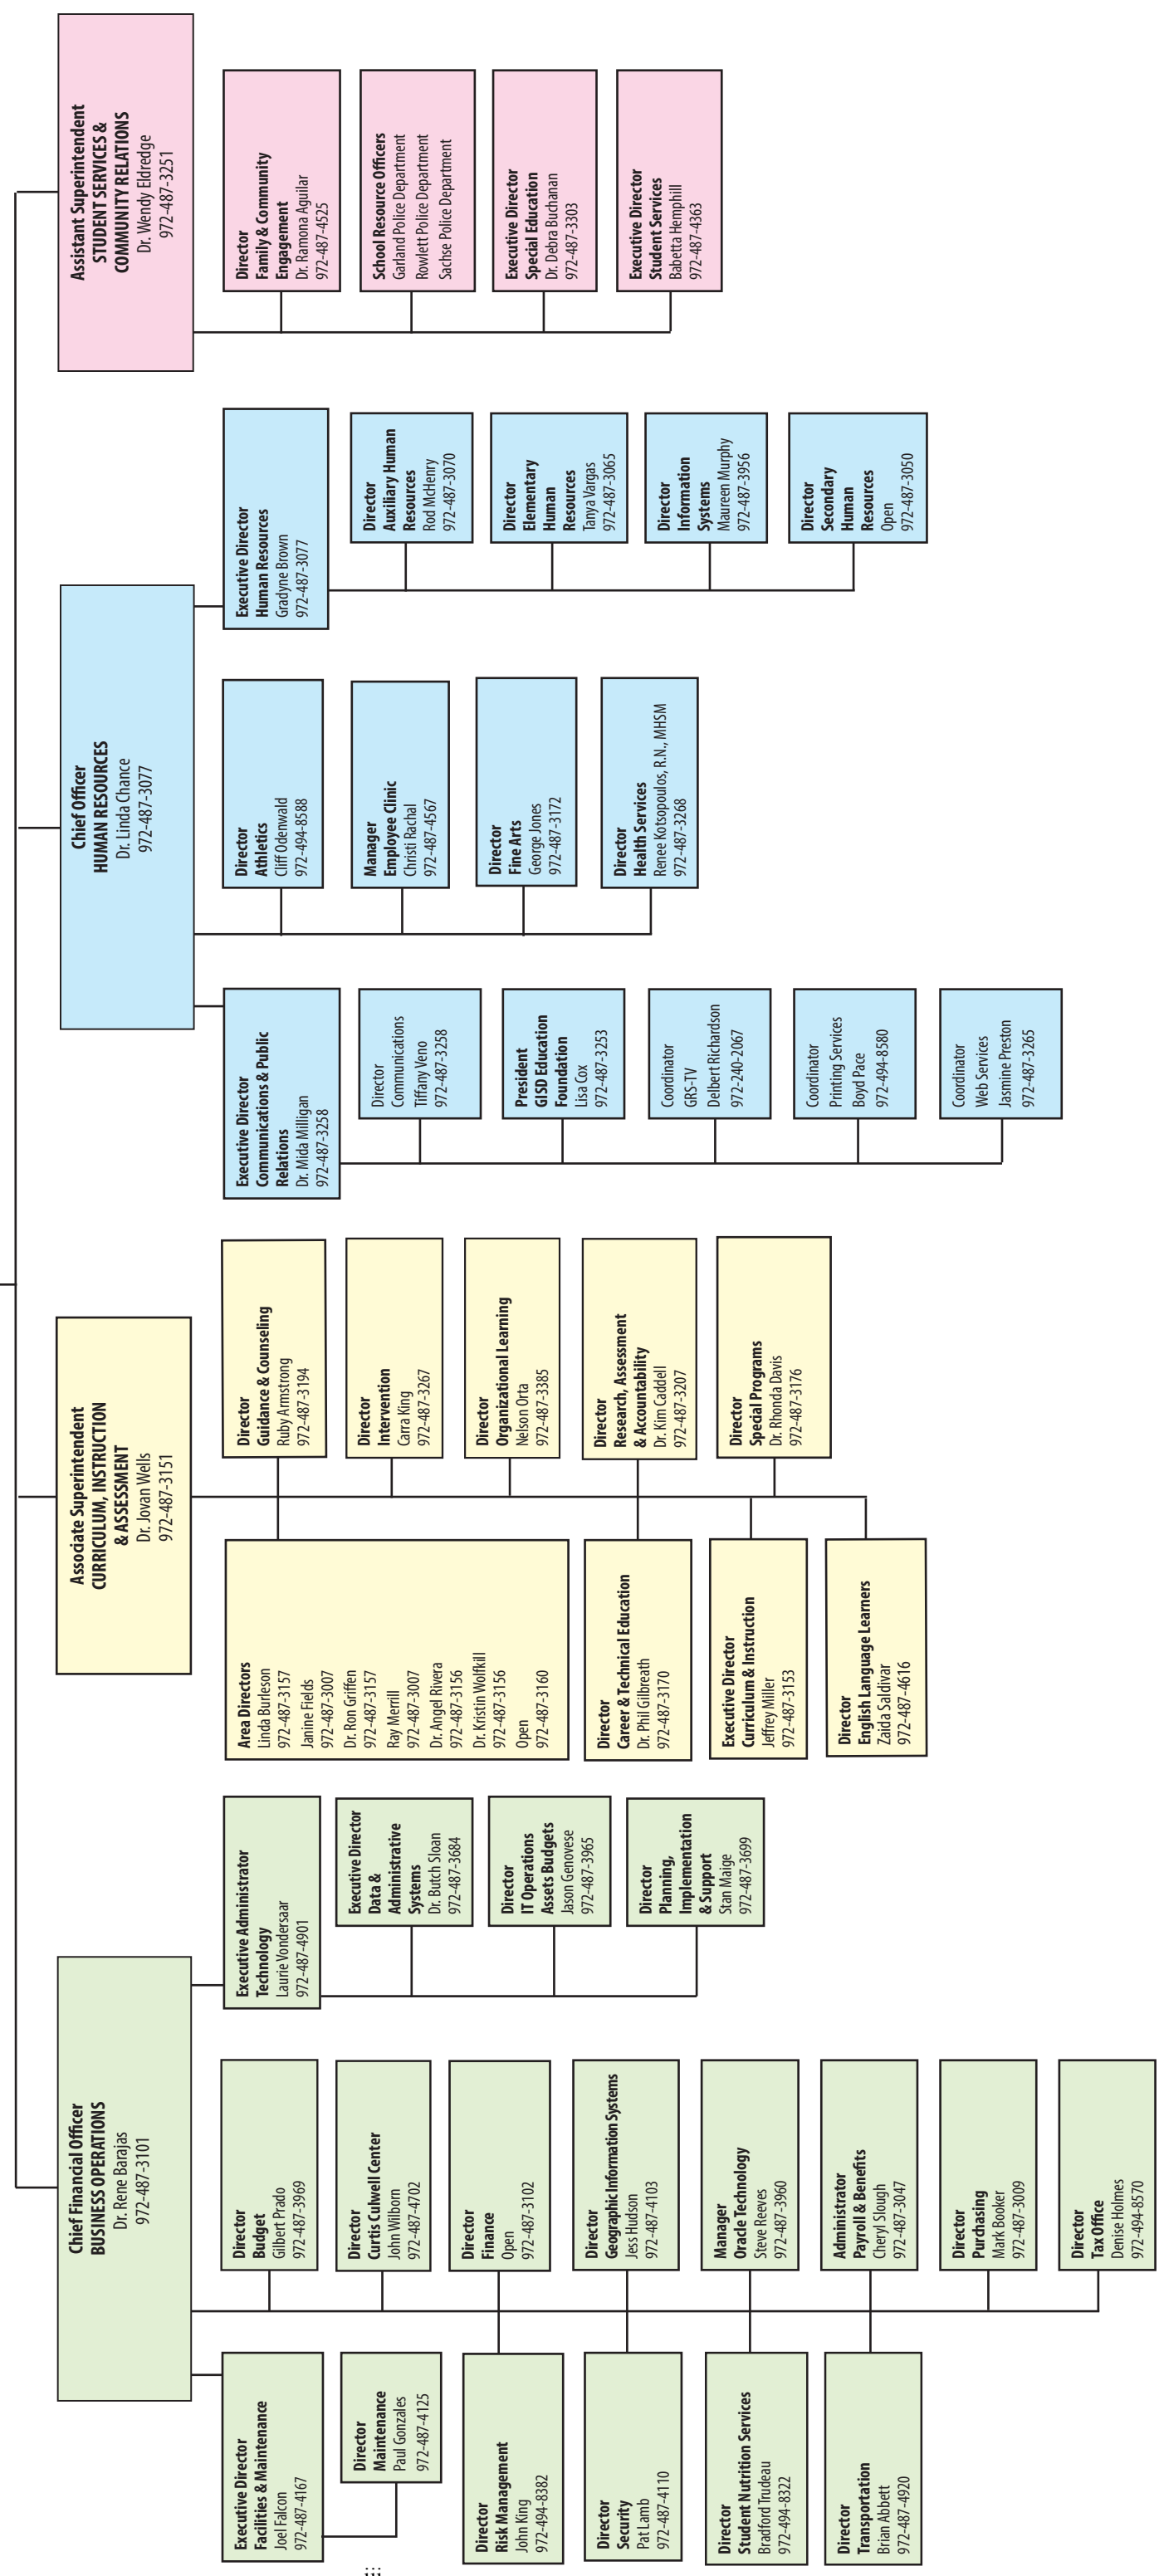 Chief Financial Officer
BUSINESS OPERATIONS
Dr. Rene Barajas
972-487-3101
Executive Director
Facilities & Maintenance
Joel Falcon
972-487-4167
Director
Maintenance
Paul Gonzales
972-487-4125
Director
Risk Management
John King
972-494-8382
Director
Security
Pat Lamb
972-487-4110
Director
Student Nutrition Services
Bradford Trudeau
972-494-8322
Director
Transportation
Brian Abbett
972-487-4920
Director
Budget
Gilbert Prado
972-487-3969
Director
Curtis Culwell Center
John Wilborn
972-487-4702
Director
Finance
Open
972-487-3102
Director
Geographic Information Systems
Jess Hudson
972-487-4103
Manager
Oracle Technology
Steve Reeves
972-487-3960
Administrator
Payroll & Benefits
Cheryl Slough
972-487-3047
Director
Purchasing
Mark Booker
972-487-3009
Director
Tax Office
Denise Holmes
972-494-8570
Executive Administrator
Technology
Laurie Vondersaar
972-487-4901
Executive Director
Data &
Administrative
Systems
Dr. Butch Sloan
972-487-3684
Director
IT Operations
Assets Budgets
Jason Genovese
972-487-3965
Director
Planning,
Implementation
& Support
Stan Maige
972-487-3699
Associate Superintendent
CURRICULUM, INSTRUCTION
& ASSESSMENT
Dr. Jovan Wells
972-487-3151
Area Directors
Linda Burleson
972-487-3157
Janine Fields
972-487-3007
Dr. Ron Griffen
972-487-3157
Ray Merrill
972-487-3007
Dr. Angel Rivera
972-487-3156
Dr. Kristin Wolfkill
972-487-3156
Open
972-487-3160
Director
Career & Technical Education
Dr. Phil Gilbreath
972-487-3170
Executive Director
Curriculum & Instruction
Jeffrey Miller
972-487-3153
Director
English Language Learners
Zaida Saldivar
972-487-4616
Director
Guidance & Counseling
Ruby Armstrong
972-487-3194
Director
Intervention
Carra King
972-487-3267
Director
Organizational Learning
Nelson Orta
972-487-3385
Director
Research, Assessment
& Accountability
Dr. Kim Caddell
972-487-3207
Director
Special Programs
Dr. Rhonda Davis
972-487-3176
Chief Officer
HUMAN RESOURCES
Dr. Linda Chance
972-487-3077
Executive Director
Communications & Public
Relations
Dr. Mida Milligan
972-487-3258
Director
Communications
Tiffany Veno
972-487-3258
President
GISD Education
Foundation
Lisa Cox
972-487-3253
Coordinator
GRS-TV
Delbert Richardson
972-240-2067
Coordinator
Printing Services
Boyd Pace
972-494-8580
Coordinator
Web Services
Jasmine Preston
972-487-3265
Director
Athletics
Cliff Odenwald
972-494-8588
Manager
Employee Clinic
Christi Rachal
972-487-4567
Director
Fine Arts
George Jones
972-487-3172
Director
Health Services
Renee Kotsopoulos, R.N., MHSM
972-487-3268
Executive Director
Human Resources
Gradyne Brown
972-487-3077
Director
Auxiliary Human
Resources
Rod McHenry
972-487-3070
Director
Elementary
Human
Resources
Tanya Vargas
972-487-3065
Director
Information
Systems
Maureen Murphy
972-487-3956
Director
Secondary
Human
Resources
Open
972-487-3050
Assistant Superintendent
STUDENT SERVICES &
COMMUNITY RELATIONS
Dr. Wendy Eldredge
972-487-3251
Director
Family & Community
Engagement
Dr. Ramona Aguilar
972-487-4525
School Resource Officers
Garland Police Department
Rowlett Police Department
Sachse Police Department
Executive Director
Special Education
Dr. Debra Buchanan
972-487-3303
Executive Director
Student Services
Babetta Hemphill
972-487-4363